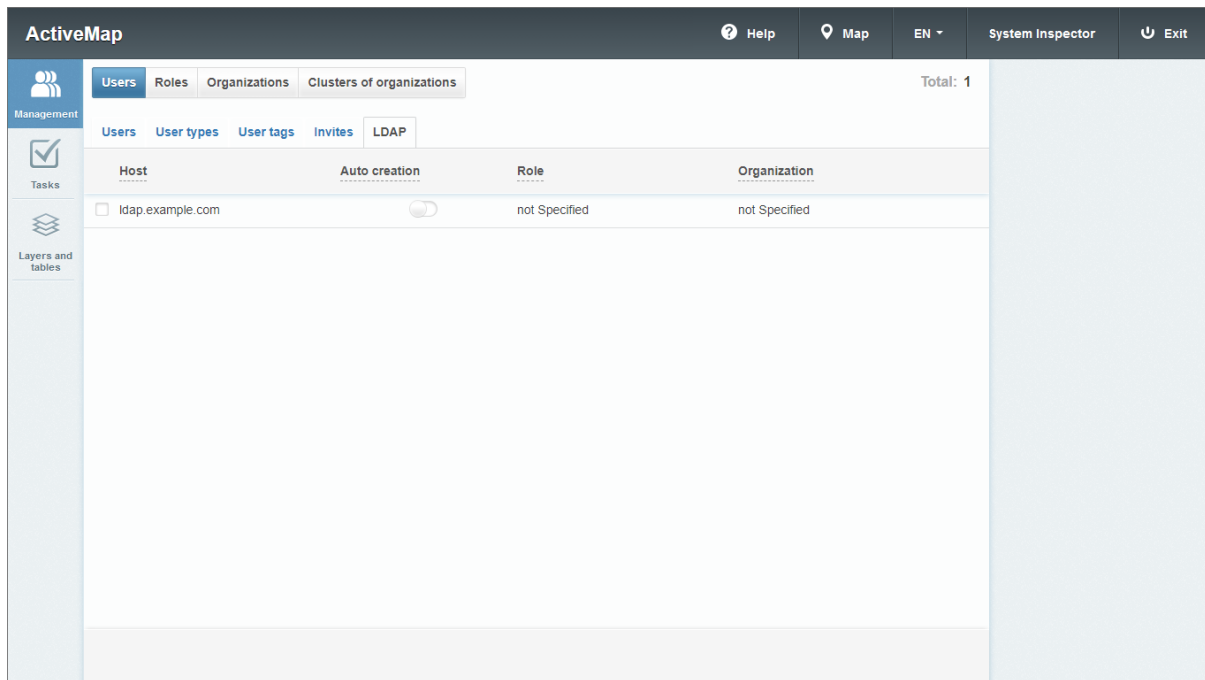 ActiveMap
Help
Map
EN
System Inspector
Exit
Management
Tasks
Layers and
tables
Users
Roles
Organizations
Clusters of organizations
Total: 1
Users
User types
User tags
Invites
LDAP
Host
Auto creation
Role
Organization
ldap.example.com
not Specified
not Specified